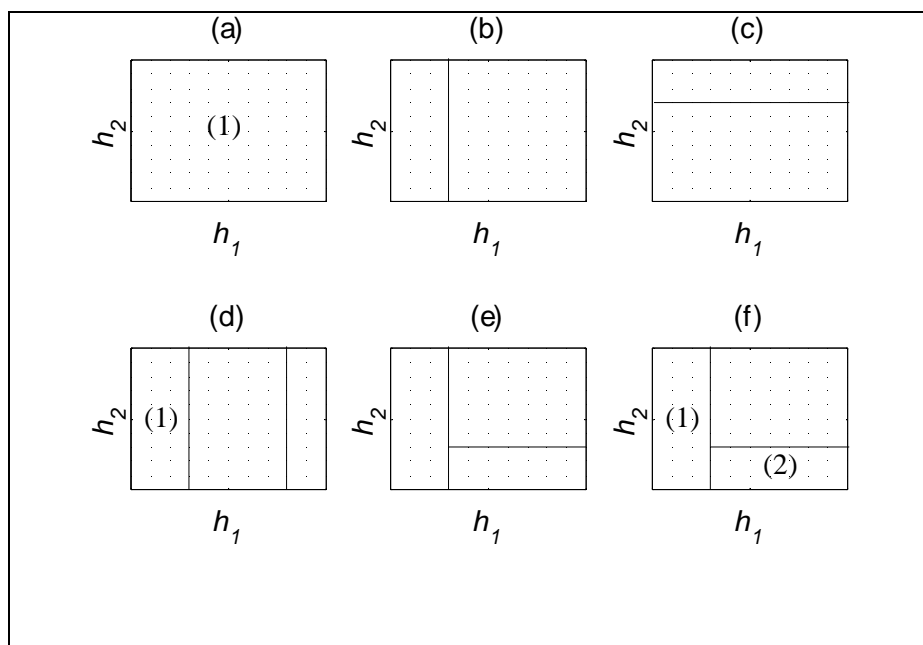 (a) (b) (c)
h2 (1) h2 h2
h1 h1 h1
(d) (e) (f)
h2 (1) h2 h2 (1)
(2)
h1 h1 h1